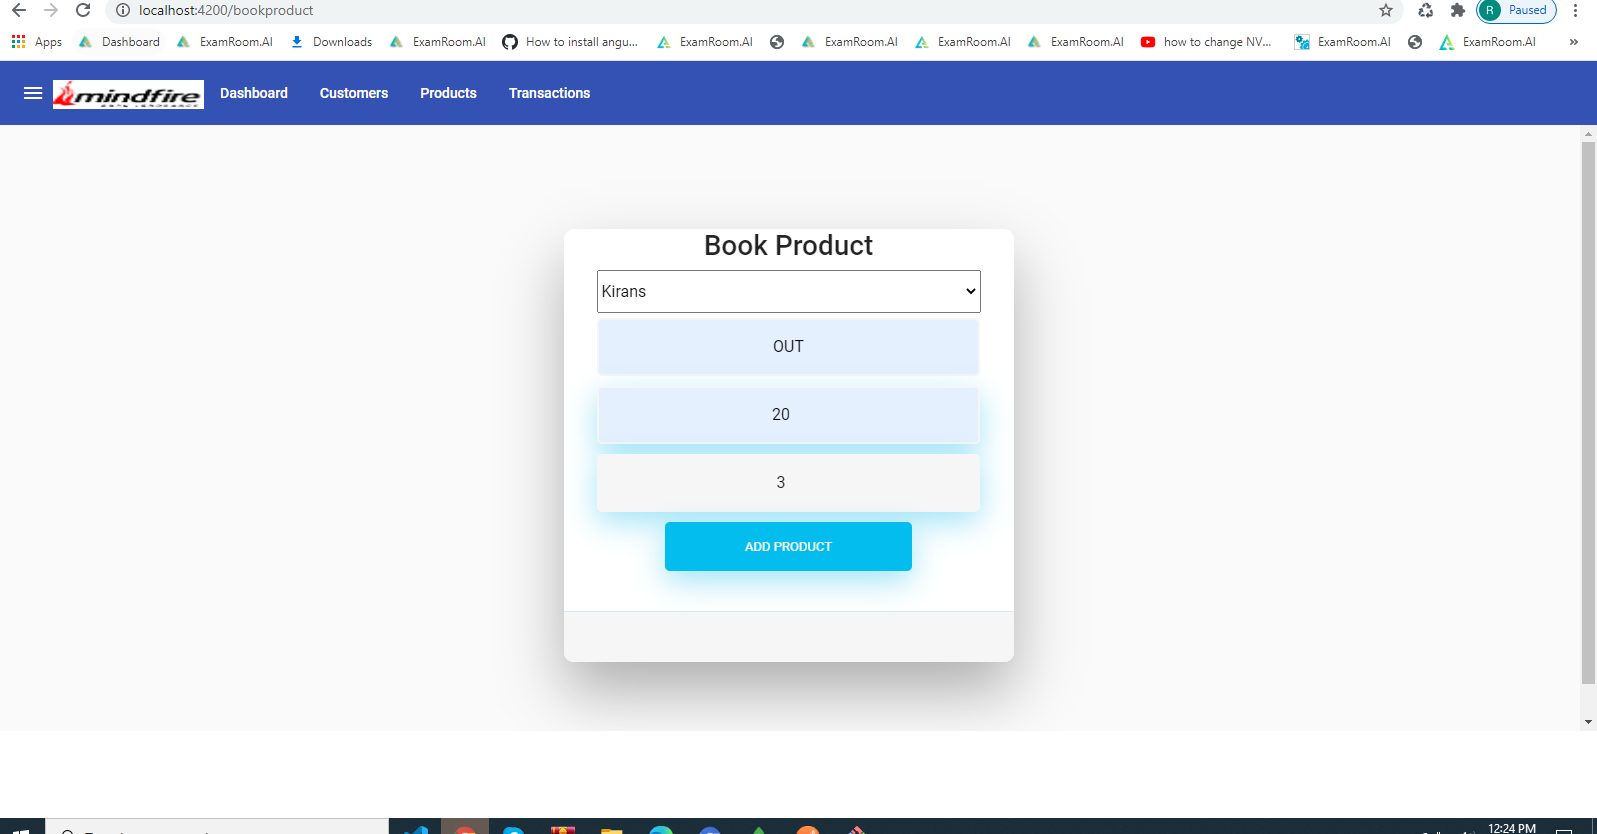 localhost:4200/bookproduct
R Paused
Apps Dashboard ExamRoom.AI Downloads ExamRoom.AI How to install angu... ExamRoom.AI ExamRoom.AI ExamRoom.AI ExamRoom.AI how to change NV... ExamRoom.AI ExamRoom.AI »
mindfire Dashboard Customers Products Transactions
Book Product
Kirans
OUT
20
3
ADD PRODUCT
12:24 PM